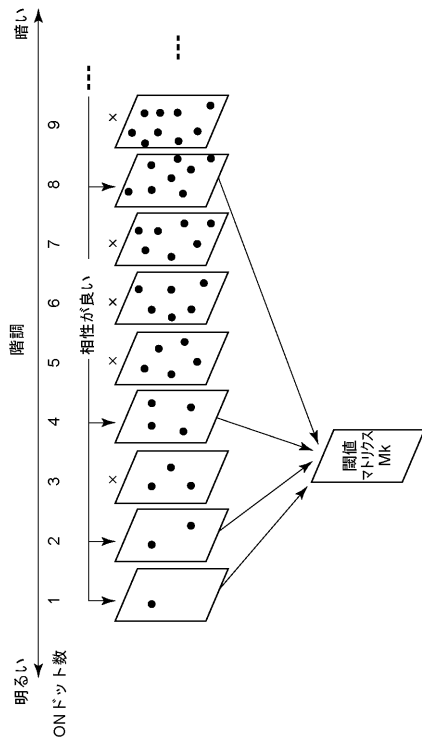 階調
明るい 暗い
ONドット数 1 2 3 4 5 6 7 8 9
相性が良い
× × × × ×
閾値
マトリクス
Mk